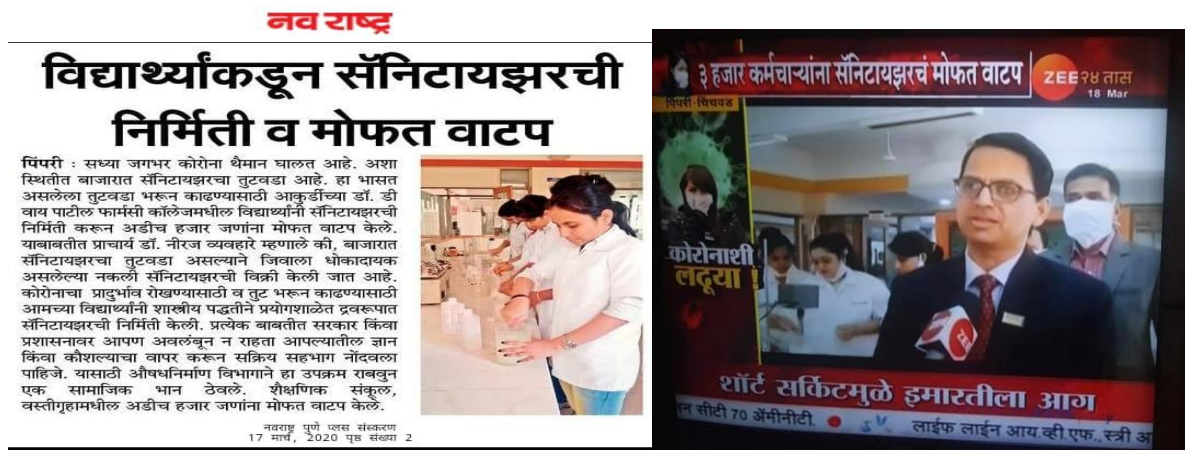 नव राष्ट्र
विद्यार्थ्यांकडून सॅनिटायझरची
निर्मिती व मोफत वाटप
पिंपरी : सध्या जगभर कोरोना थैमान घालत आहे. अशा
स्थितीत बाजारात सॅनिटायझरचा तुटवडा आहे. हा भासत
असलेला तुटवडा भरून काढण्यासाठी आकुर्डीच्या डॉ. डी
वाय पाटील फार्मसी कॉलेजमधील विद्यार्थ्यांनी सॅनिटायझरची
निर्मिती करून अडीच हजार जणांना मोफत वाटप केले.
याबाबतीत प्राचार्य डॉ. नीरज व्यवहारे म्हणाले की, बाजारात
सॅनिटायझरचा तुटवडा असल्याने जिवाला धोकादायक
असलेल्या नकली सॅनिटायझरची विक्री केली जात आहे.
कोरोनाचा प्रादुर्भाव रोखण्यासाठी व तुट भरून काढण्यासाठी
आमच्या विद्यार्थ्यांनी शास्त्रीय पद्धतीने प्रयोगशाळेत द्रवरूपात
सॅनिटायझरची निर्मिती केली. प्रत्येक बाबतीत सरकार किंवा
प्रशासनावर आपण अवलंबून न राहता आपल्यातील ज्ञान
किंवा कौशल्याचा वापर करून सक्रिय सहभाग नोंदवला
पाहिजे. यासाठी औषधनिर्माण विभागाने हा उपक्रम राबवुन
एक सामाजिक भान ठेवले. शैक्षणिक संकूल,
वस्तीगृहामधील अडीच हजार जणांना मोफत वाटप केले.
नवराष्ट्र पुणे प्लस संस्करण
17 मार्च, 2020 पृष्ठ संख्या 2
३ हजार कर्मचाऱ्यांना सॅनिटायझरचं मोफत वाटप
ZEE २४ तास
18 Mar
पिंपरी-चिंचवड
कोरोनाशी
लढूया !
ZEE
शॉर्ट सर्किटमुळे इमारतीला आग
न सीटी 70 ॲमीनीटी
लाईफ लाईन आय.व्ही.एफ.,स्त्री